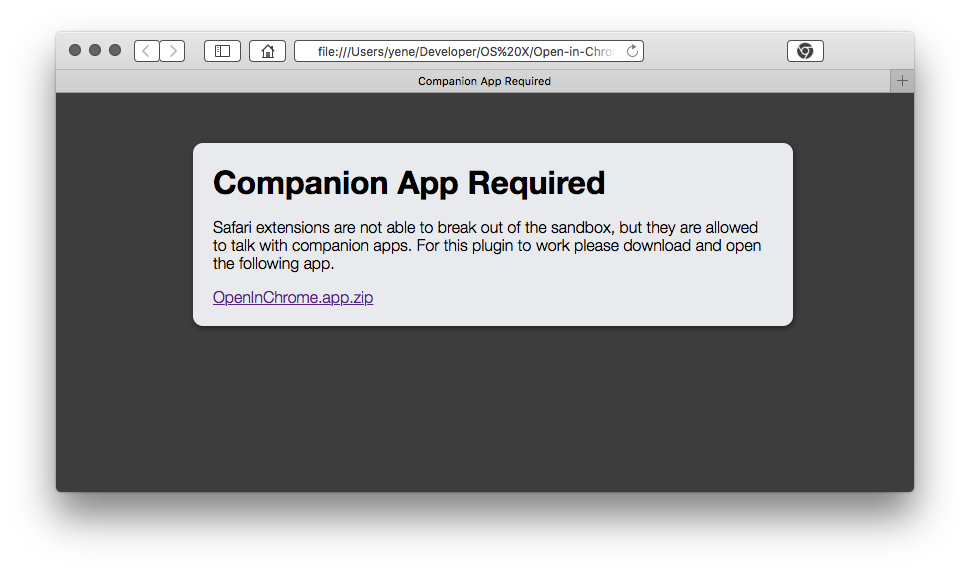 file:///Users/yene/Developer/OS%20X/Open-in-Chro
Companion App Required
Companion App Required
Safari extensions are not able to break out of the sandbox, but they are allowed
to talk with companion apps. For this plugin to work please download and open
the following app.
OpenInChrome.app.zip